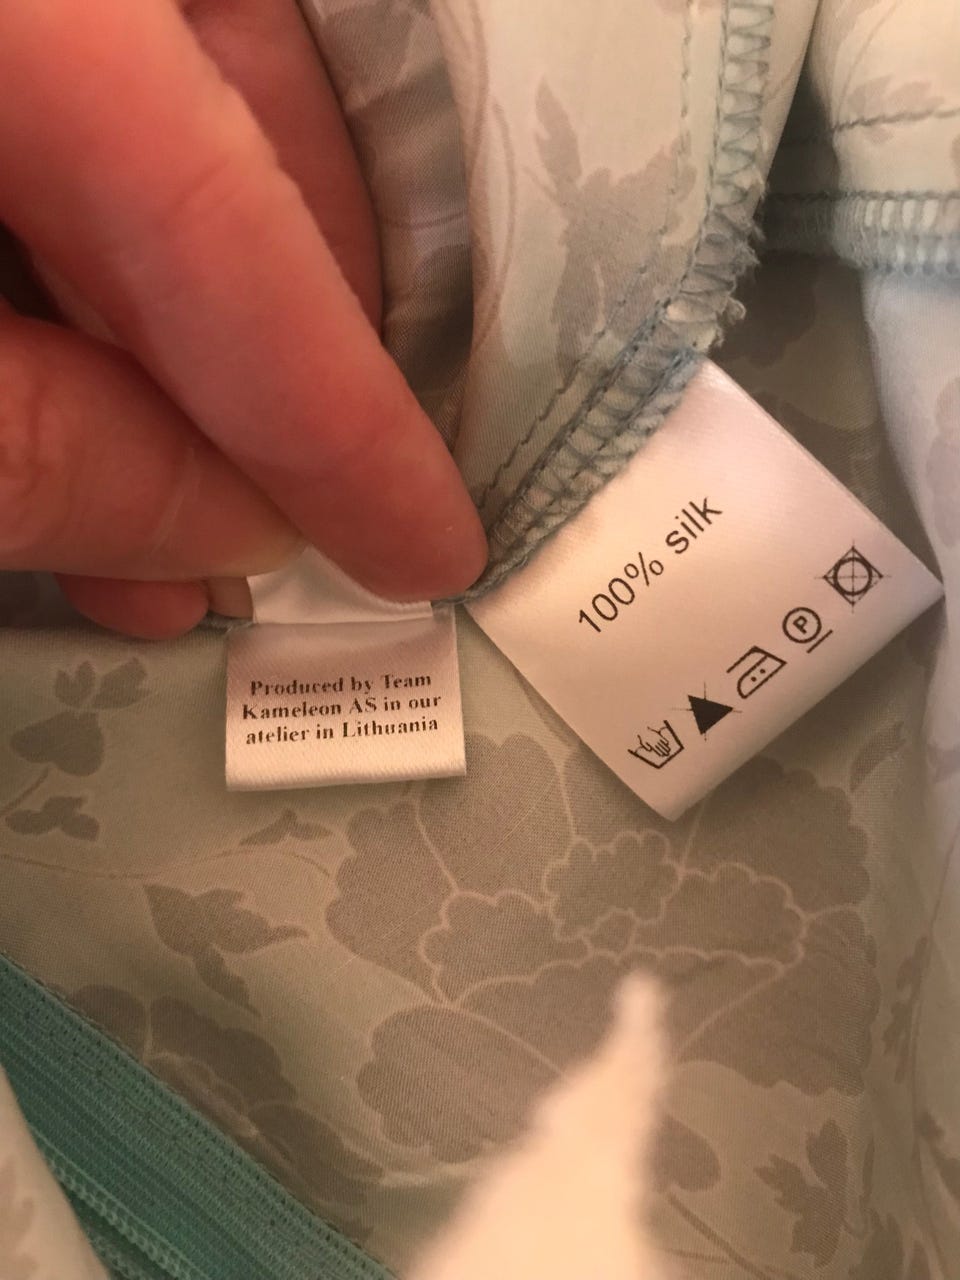 Produced by Team
Kameleon AS in our
atelier in Lithuania
100% silk
P